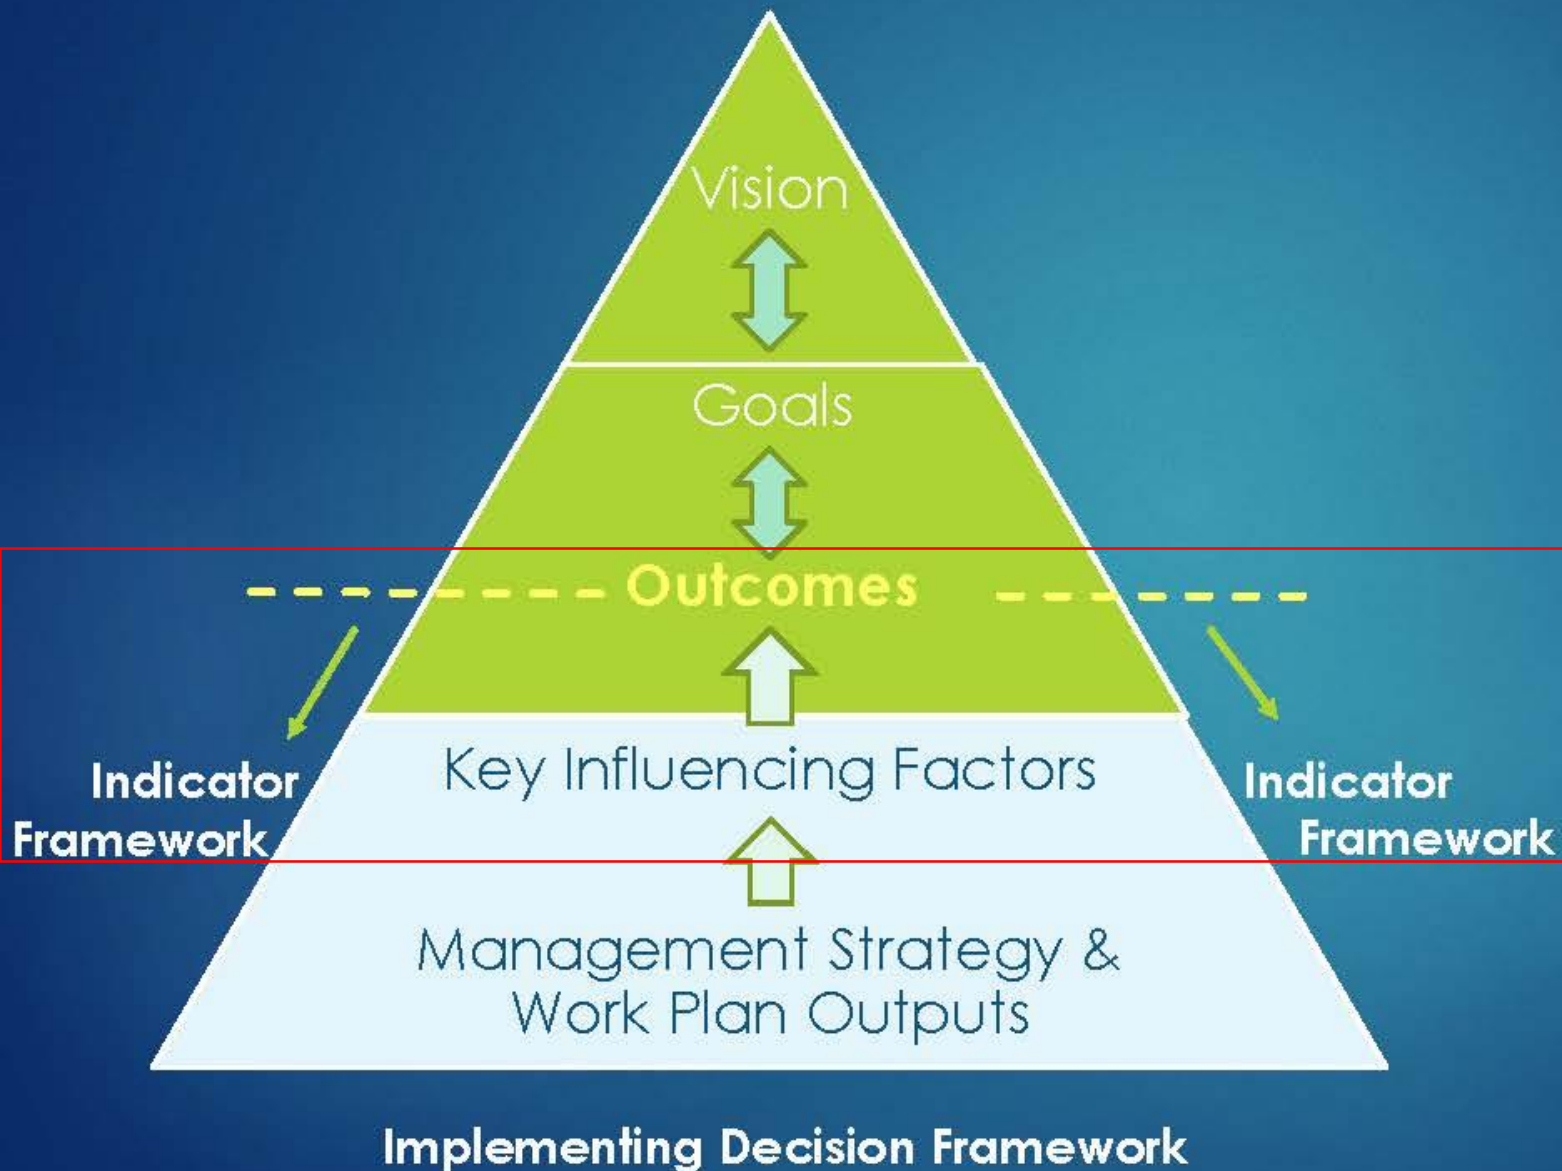 Vision
Goals
Outcomes
Key Influencing Factors
Indicator
Framework
Indicator
Framework
Management Strategy &
Work Plan Outputs
Implementing Decision Framework